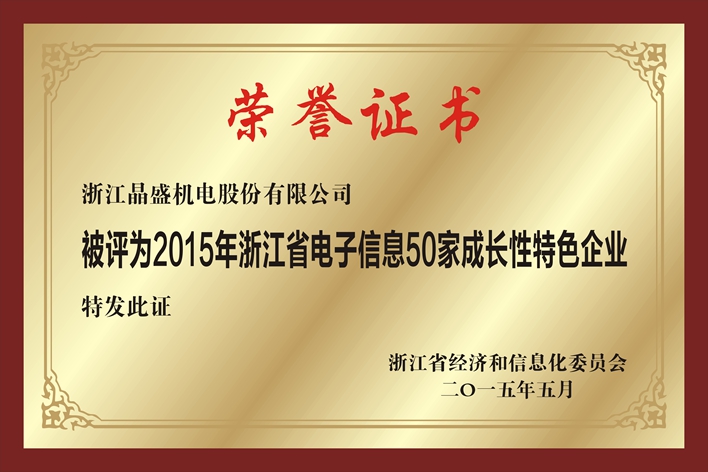 荣誉证书
浙江晶盛机电股份有限公司
被评为2015年浙江省电子信息50家成长性特色企业
特发此证
浙江省经济和信息化委员会
二〇一五年五月